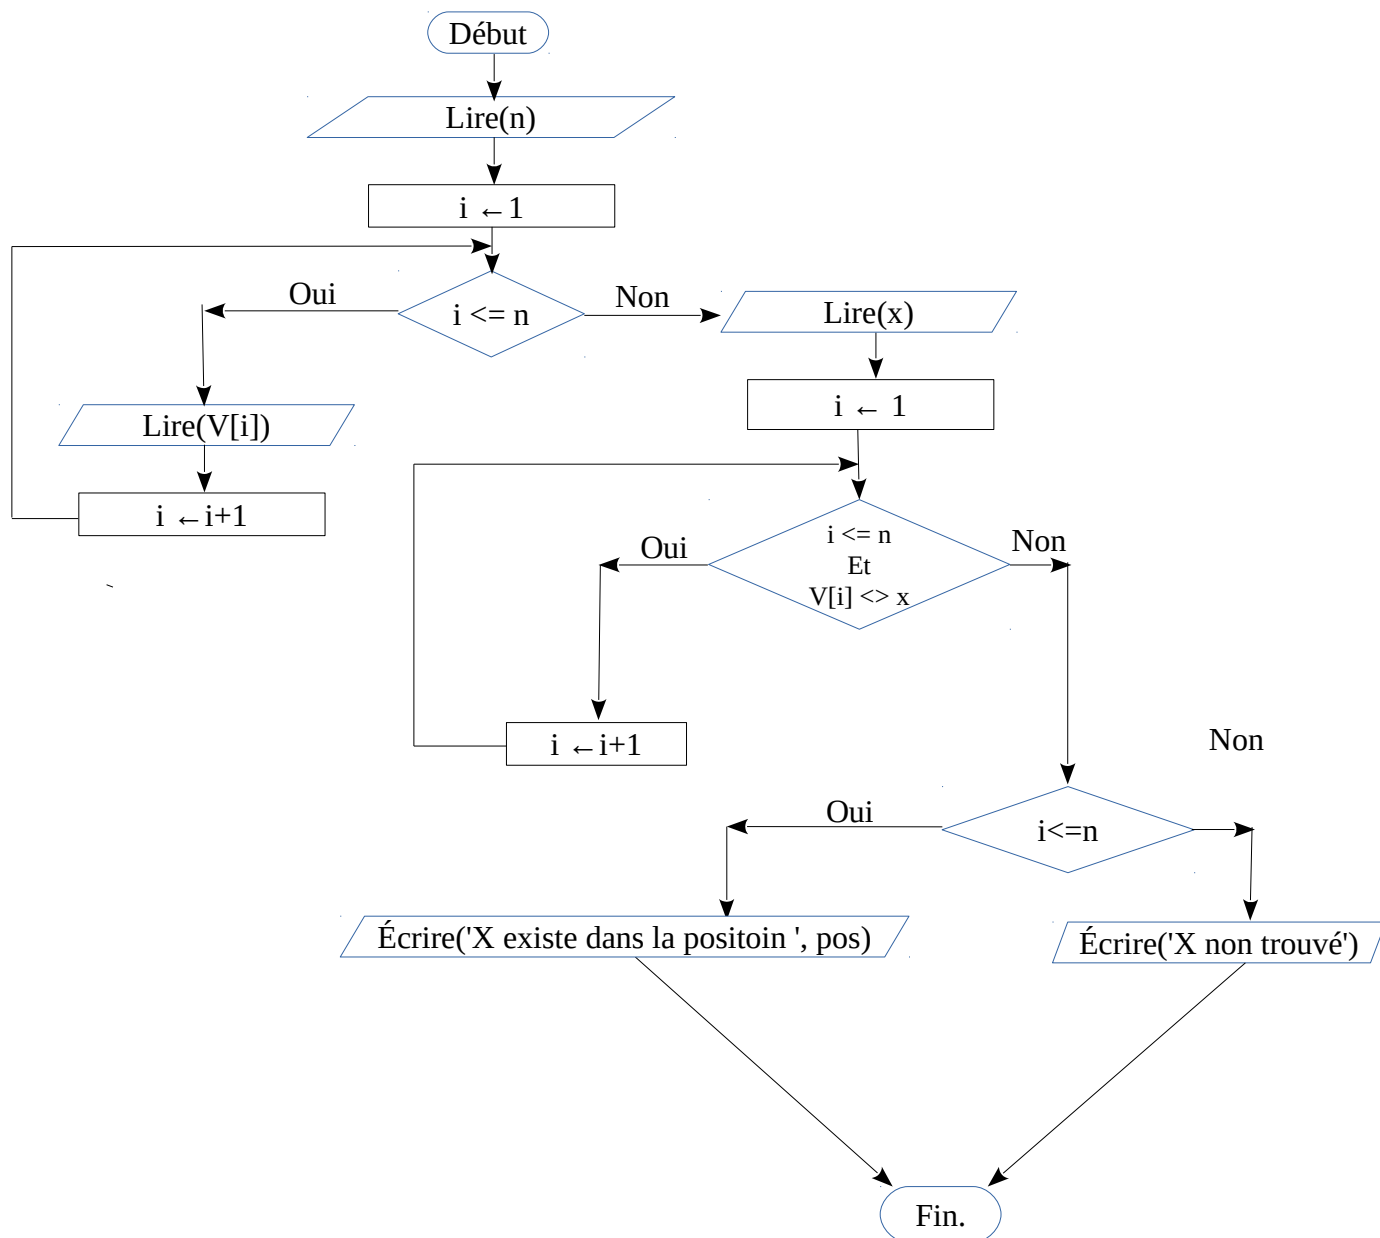 Début
Lire(n)
i ←1
i <= n
Oui
Non
Lire(V[i])
i ←i+1
Lire(x)
i ← 1
i <= n
Et
V[i] <> x
Oui
Non
i ←i+1
i<=n
Oui
Non
Écrire('X existe dans la positoin ', pos)
Écrire('X non trouvé')
Fin.